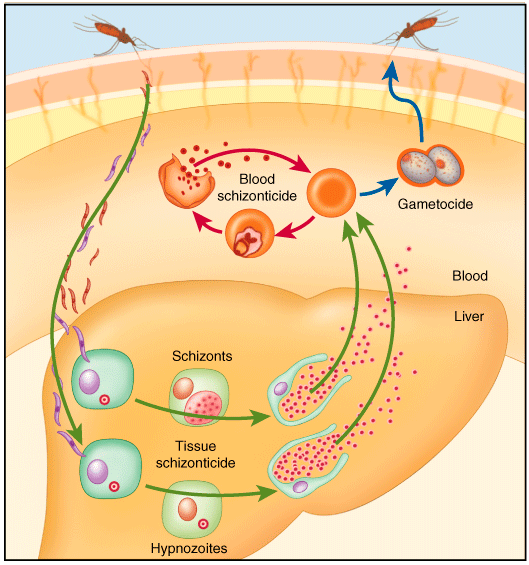 Blood
schizonticide
Gametocide
Blood
Liver
Schizonts
Tissue
schizonticide
Hypnozoites